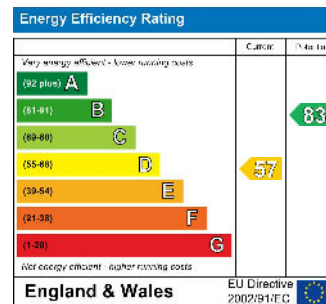 Energy Efficiency Rating
Current
Very energy efficient - lower running costs
(92 plus) A
(81-91) B
83
(69-80) C
(55-68) D
57
(39-54) E
(21-38) F
(1-20) G
Not energy efficient - higher running costs
England & Wales
EU Directive
2002/91/EC